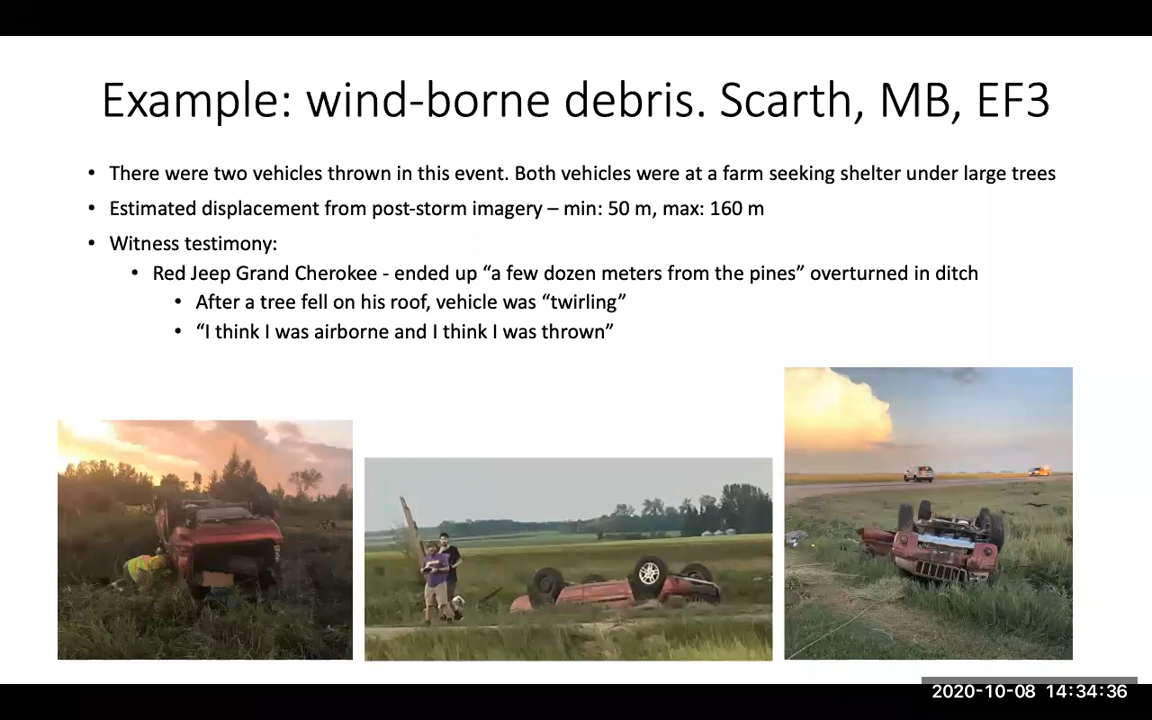 Example: wind-borne debris. Scarth, MB, EF3
• There were two vehicles thrown in this event. Both vehicles were at a farm seeking shelter under large trees
• Estimated displacement from post-storm imagery – min: 50 m, max: 160 m
• Witness testimony:
• Red Jeep Grand Cherokee - ended up “a few dozen meters from the pines” overturned in ditch
• After a tree fell on his roof, vehicle was “twirling”
• “I think I was airborne and I think I was thrown”
2020-10-08 14:34:36